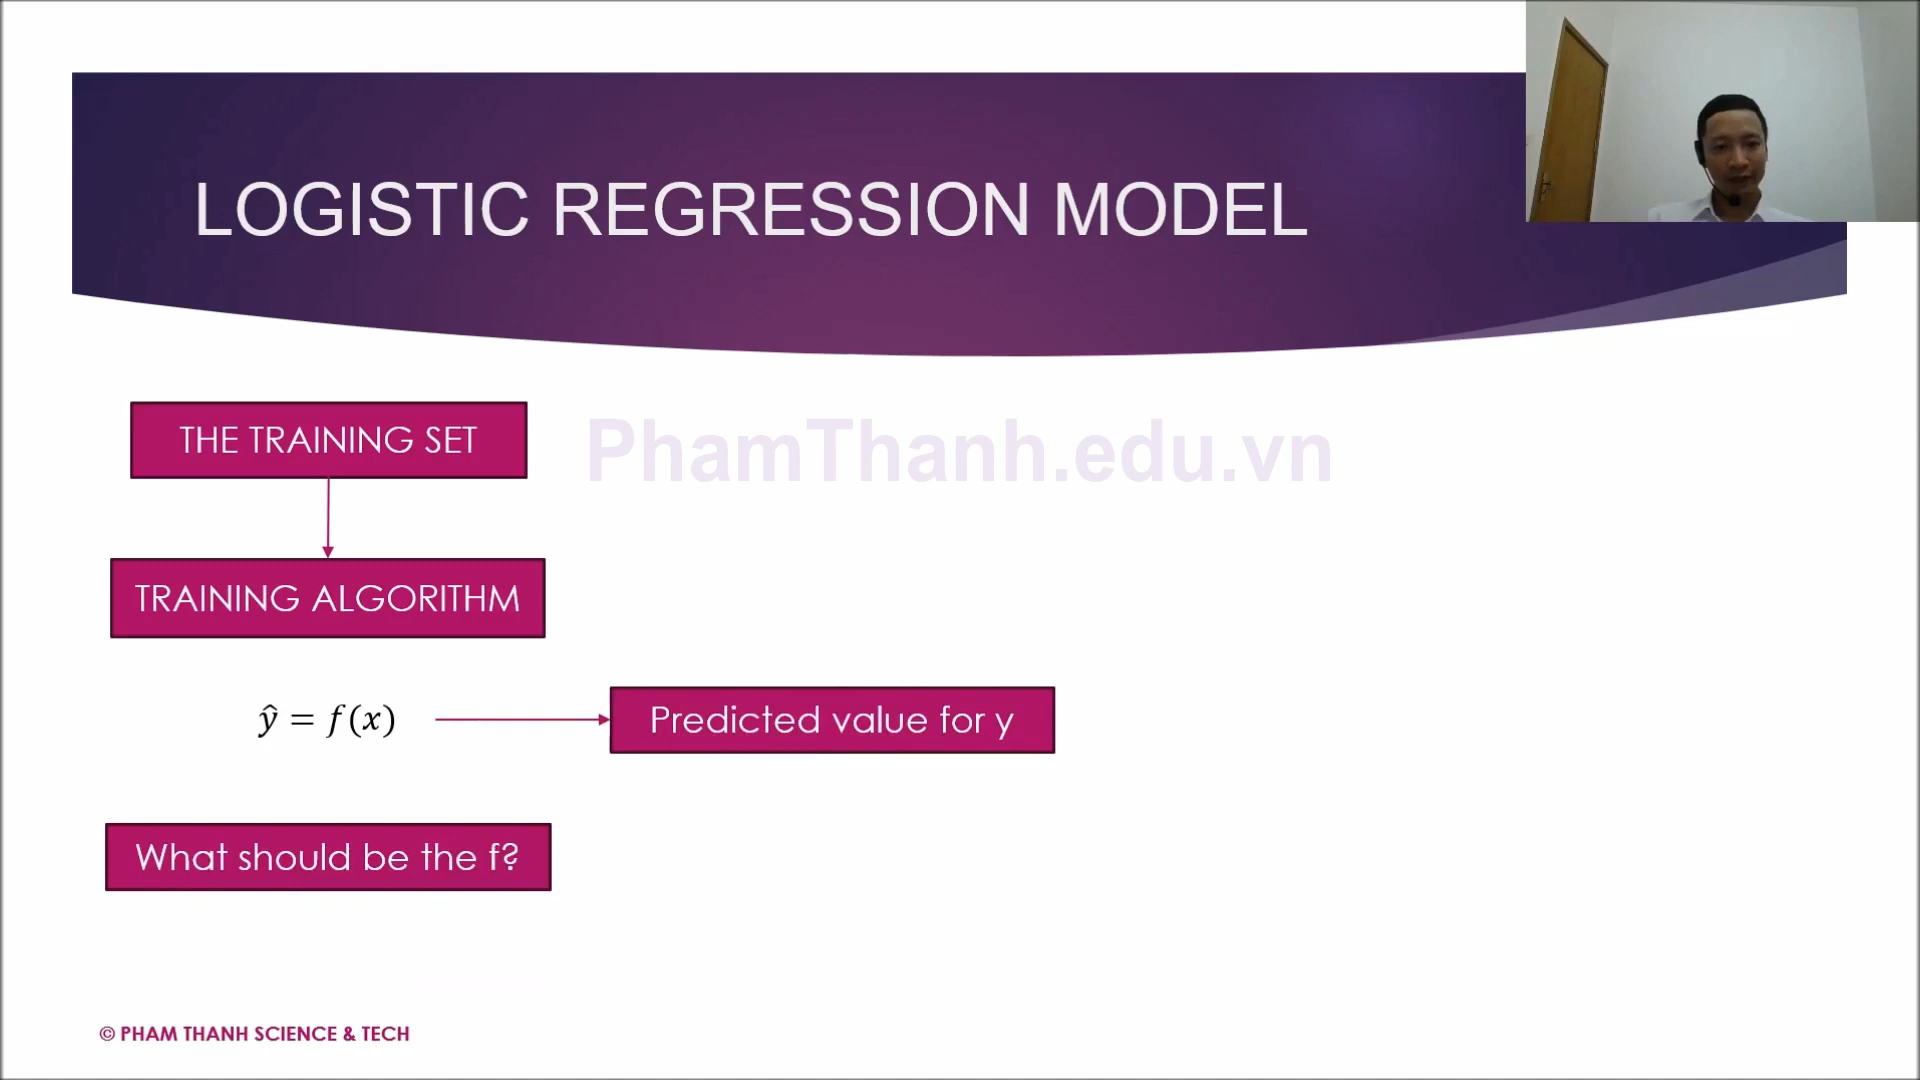 LOGISTIC REGRESSION MODEL
THE TRAINING SET
PhamThanh.edu.vn
TRAINING ALGORITHM
ŷ = f(x)
Predicted value for y
What should be the f?
© PHAM THANH SCIENCE & TECH